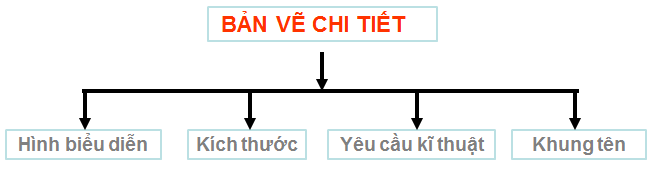 BẢN VẼ CHI TIẾT
Hình biểu diễn
Kích thước
Yêu cầu kĩ thuật
Khung tên